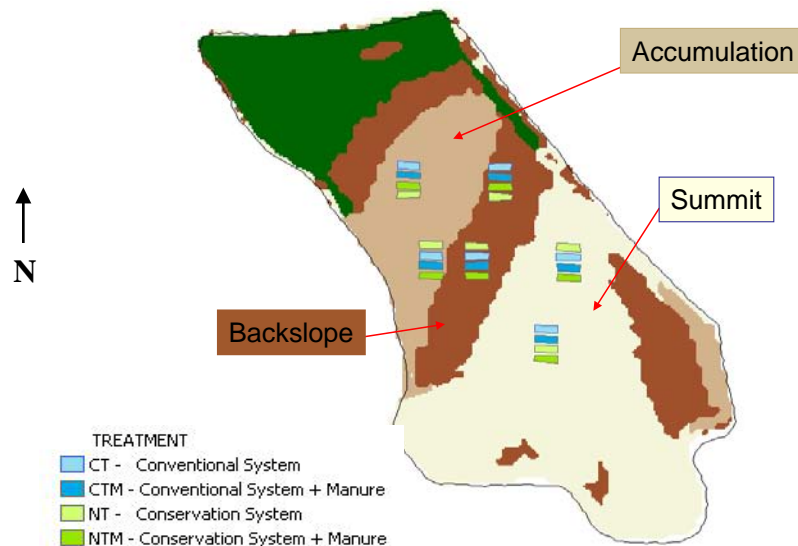 Accumulation
Summit
N
Backslope
TREATMENT
CT - Conventional System
CTM - Conventional System + Manure
NT - Conservation System
NTM - Conservation System + Manure